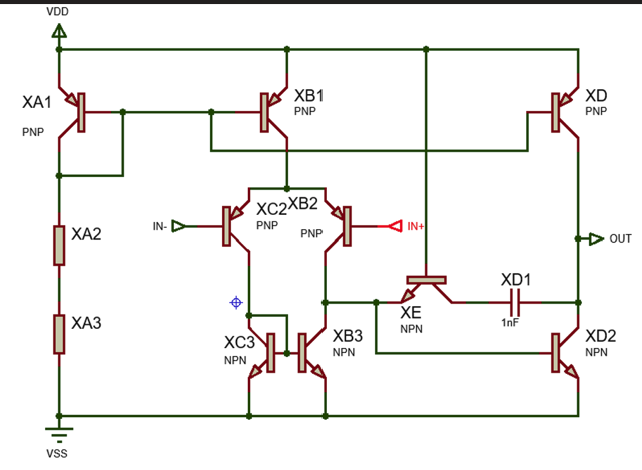 VDD
XA1
PNP
XB1
PNP
XD
PNP
IN-
XC2
PNP
XB2
PNP
IN+
XA2
OUT
XA3
XE
NPN
XD1
1nF
XC3
NPN
XB3
NPN
XD2
NPN
VSS